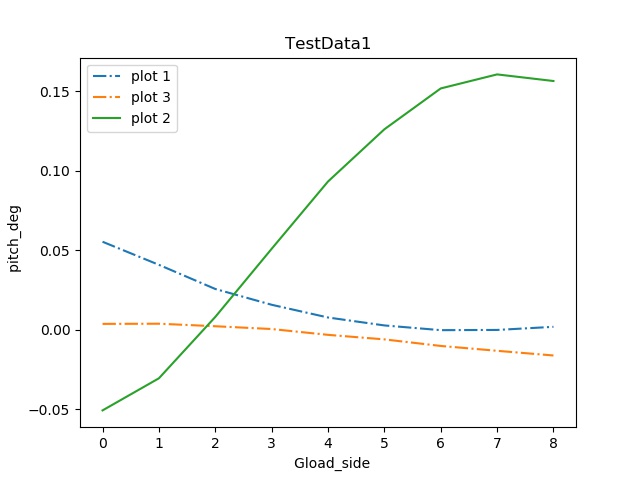 TestData1
plot 1
plot 3
plot 2
0.15
0.10
0.05
0.00
−0.05
pitch_deg
0 1 2 3 4 5 6 7 8
Gload_side